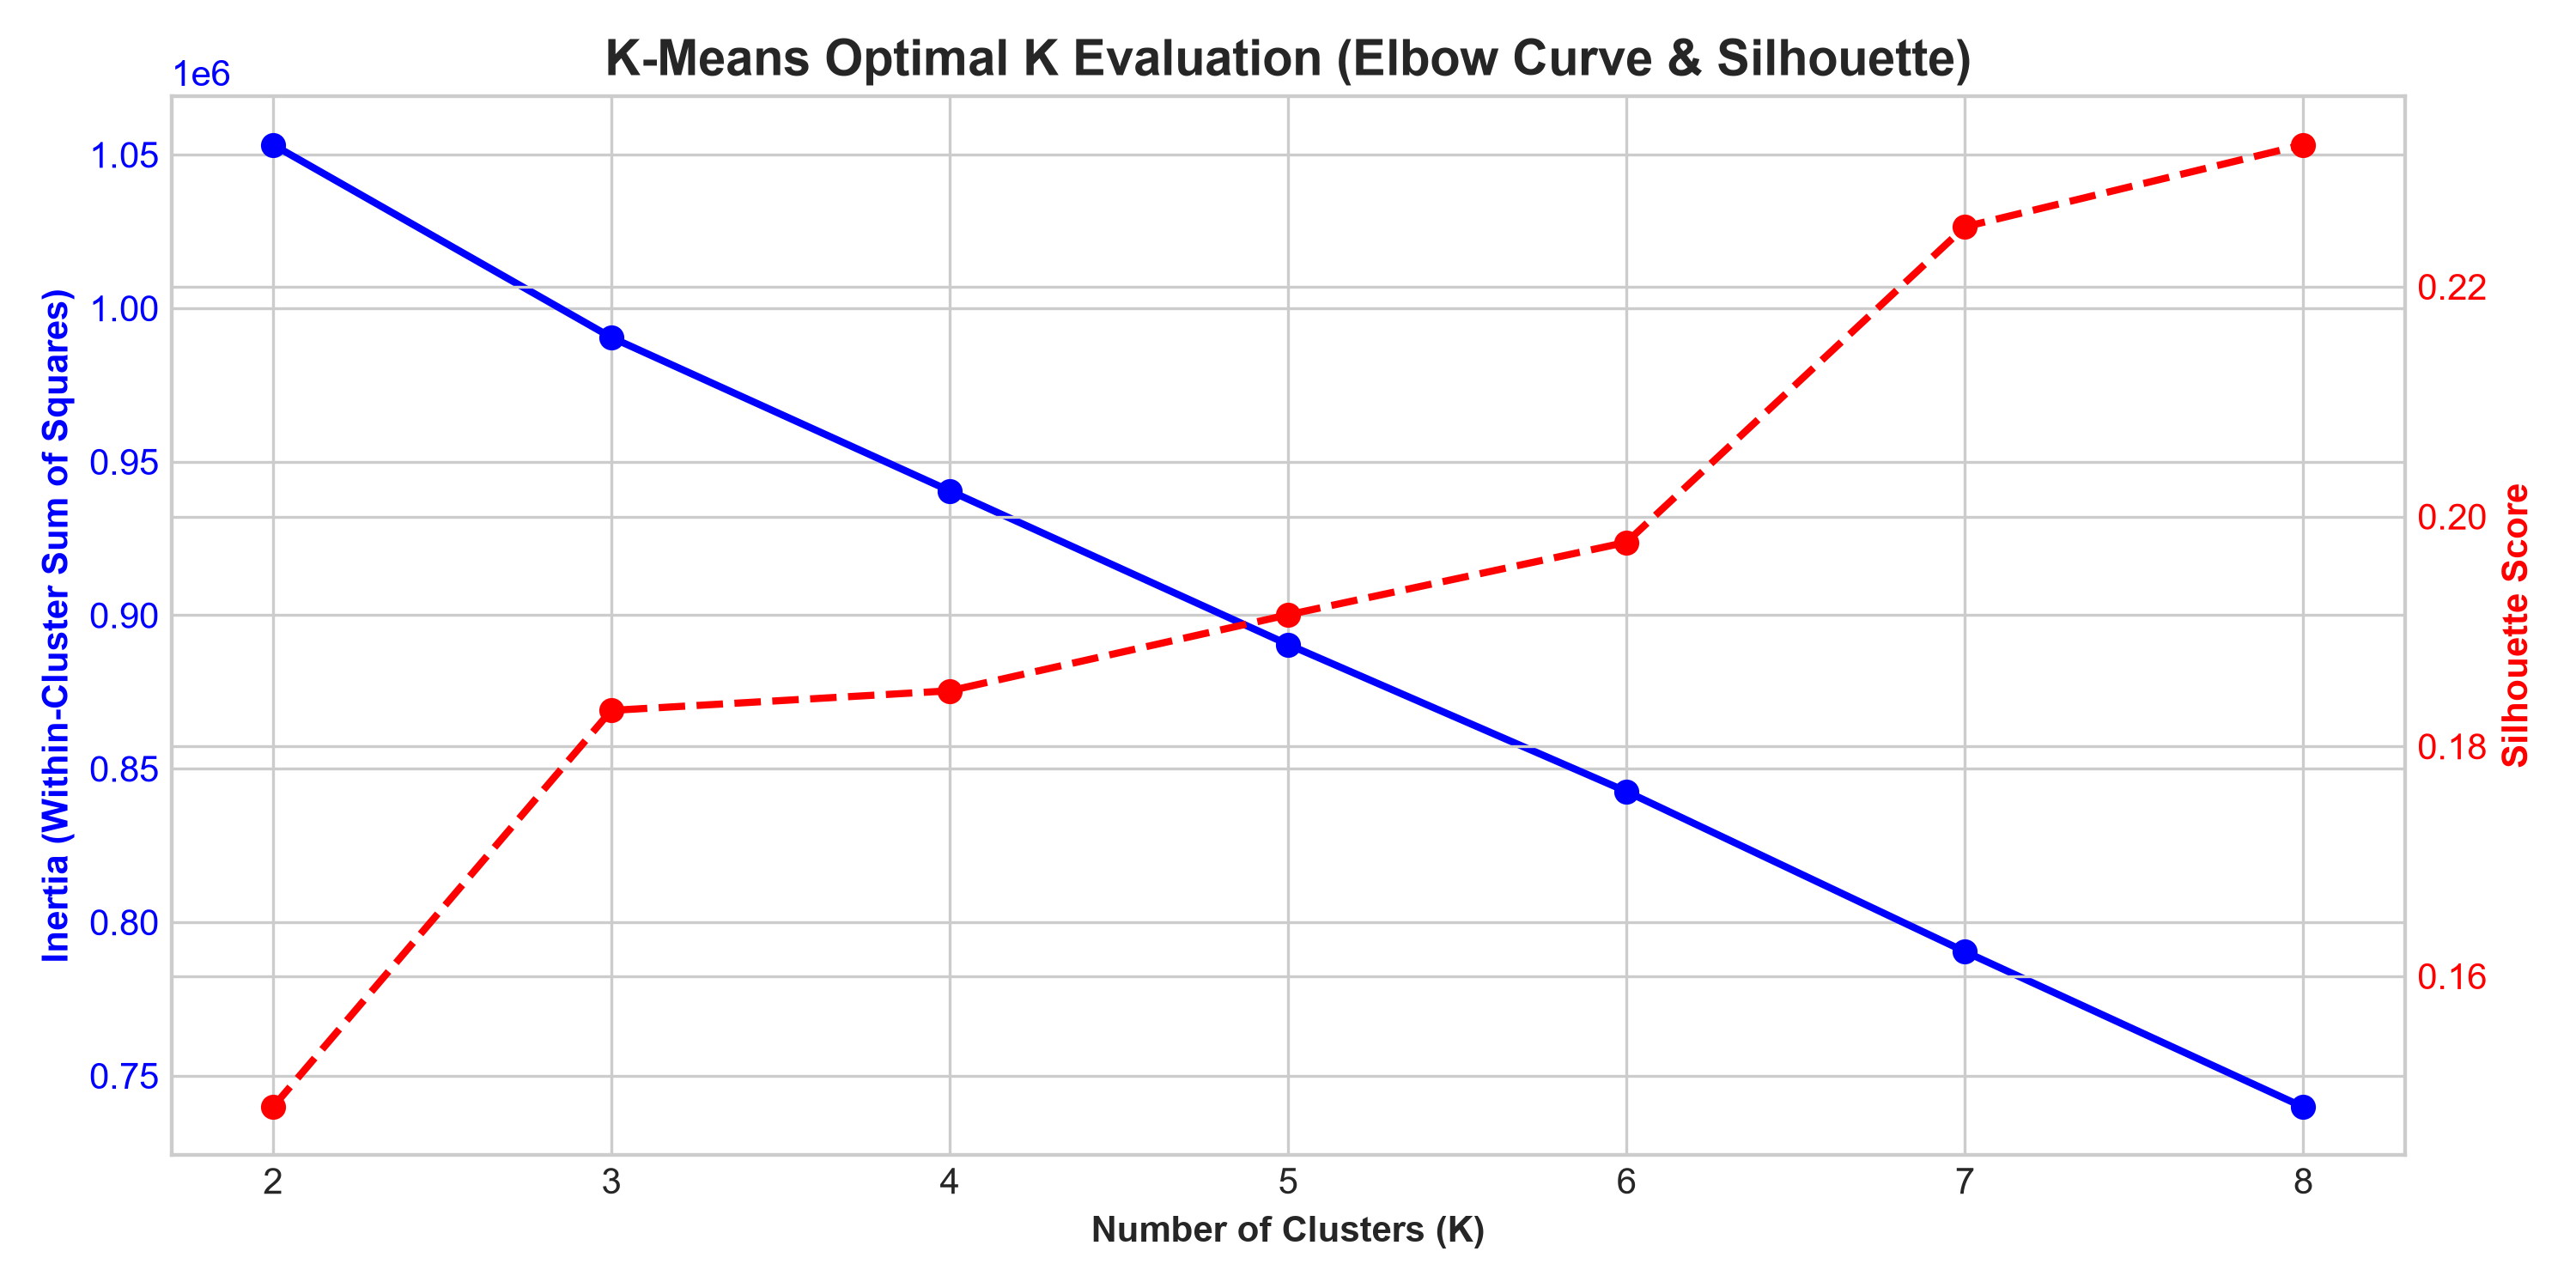 K-Means Optimal K Evaluation (Elbow Curve & Silhouette)
1e6
Inertia (Within-Cluster Sum of Squares)
1.05
1.00
0.95
0.90
0.85
0.80
0.75
0.22
0.20
0.18
0.16
Silhouette Score
2 3 4 5 6 7 8
Number of Clusters (K)